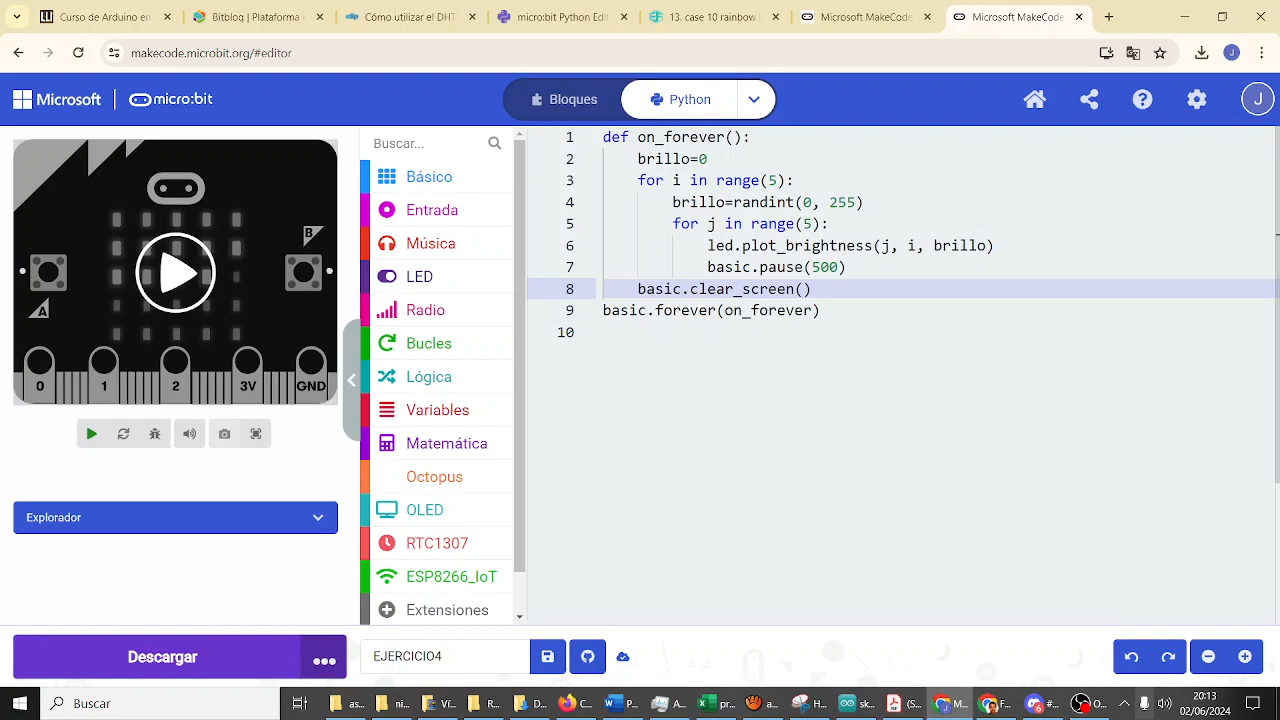 Curso de Arduino en
Bitbloq | Plataforma
Cómo utilizar el DHT
micro:bit Python Edi
13. case 10 rainbow
Microsoft MakeCode
Microsoft MakeCode
makecode.microbit.org/#editor
J
Microsoft
micro:bit
Bloques
Python
J
B
A
0 1 2 3V GND
Explorador
Descargar
Buscar...
Básico
Entrada
Música
LED
Radio
Bucles
Lógica
Variables
Matemática
Octopus
OLED
RTC1307
ESP8266_IoT
Extensiones
1 def on_forever():
2 brillo=0
3 for i in range(5):
4 brillo=randint(0, 255)
5 for j in range(5):
6 led.plot_brightness(j, i, brillo)
7 basic.pause(500)
8 basic.clear_screen()
9 basic.forever(on_forever)
10
EJERCICIO4
Buscar
as
ni
R
D
P
A
pr
a
sk
(S
M
20:13
02/06/2024